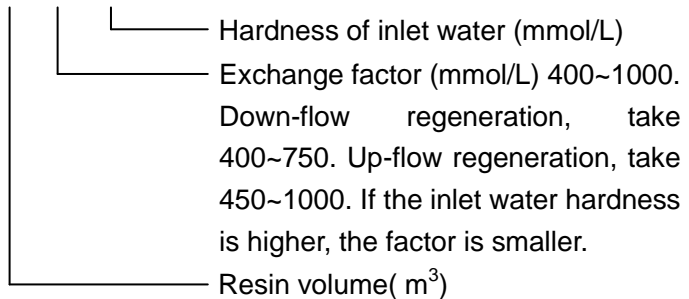 Hardness of inlet water (mmol/L)
Exchange factor (mmol/L) 400~1000.
Down-flow regeneration, take
400~750. Up-flow regeneration, take
450~1000. If the inlet water hardness
is higher, the factor is smaller.
Resin volume( m³)